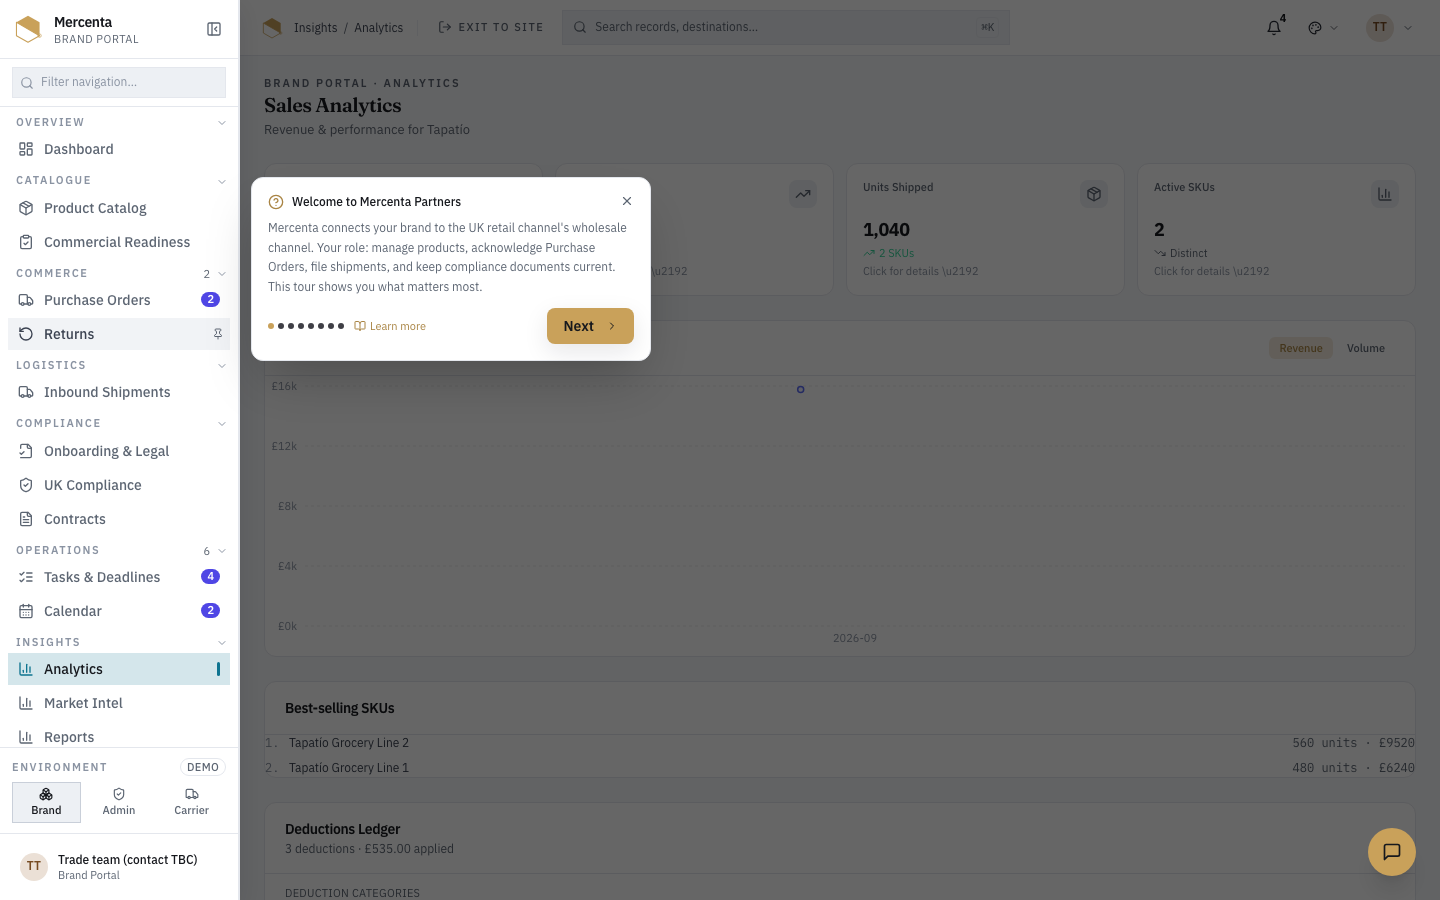 Mercenta
BRAND PORTAL
Filter navigation...
OVERVIEW
Dashboard
CATALOGUE
Product Catalog
Commercial Readiness
COMMERCE 2
Purchase Orders 2
Returns
LOGISTICS
Inbound Shipments
COMPLIANCE
Onboarding & Legal
UK Compliance
Contracts
OPERATIONS 6
Tasks & Deadlines 4
Calendar 2
INSIGHTS
Analytics
Market Intel
Reports
ENVIRONMENT DEMO
Brand Admin Carrier
TT Trade team (contact TBC)
Brand Portal
Insights / Analytics EXIT TO SITE Search records, destinations... ⌘K 4 TT
BRAND PORTAL · ANALYTICS
Sales Analytics
Revenue & performance for Tapatío
Welcome to Mercenta Partners
Mercenta connects your brand to the UK retail channel's wholesale
channel. Your role: manage products, acknowledge Purchase
Orders, file shipments, and keep compliance documents current.
This tour shows you what matters most.
Learn more Next
\u2192
Units Shipped
1,040
2 SKUs
Click for details \u2192
Active SKUs
2
Distinct
Click for details \u2192
Revenue Volume
£16k
£12k
£8k
£4k
£0k
2026-09
Best-selling SKUs
1. Tapatío Grocery Line 2 560 units · £9520
2. Tapatío Grocery Line 1 480 units · £6240
Deductions Ledger
3 deductions · £535.00 applied
DEDUCTION CATEGORIES